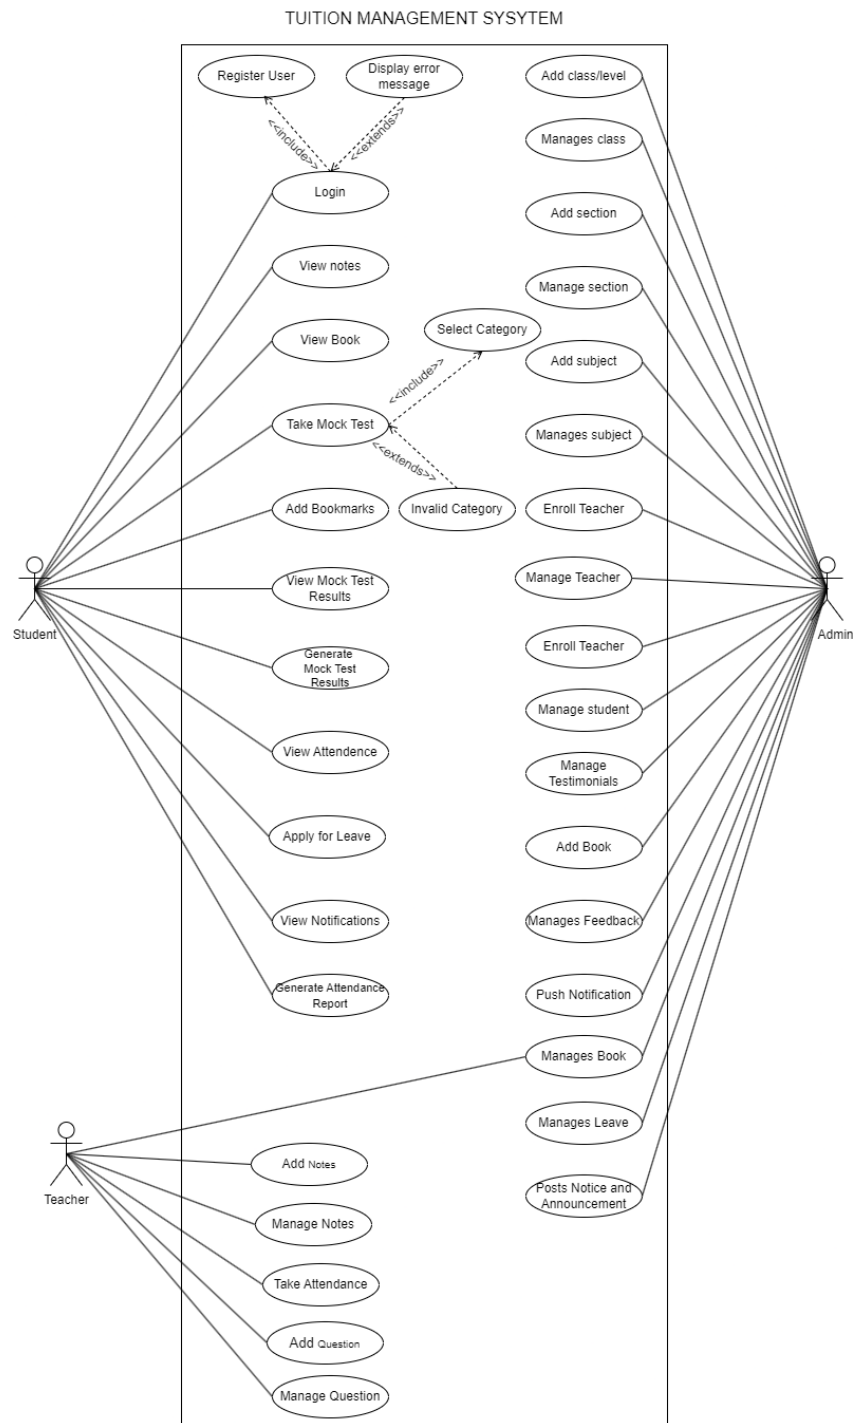 TUITION MANAGEMENT SYSYTEM
Register User
Display error
message
<<include>>
<<extends>>
Login
View notes
View Book
Select Category
<<include>>
Take Mock Test
<<extends>>
Add Bookmarks
Invalid Category
View Mock Test
Results
Generate
Mock Test
Results
View Attendence
Apply for Leave
View Notifications
Generate Attendance
Report
Student
Add class/level
Manages class
Add section
Manage section
Add subject
Manages subject
Enroll Teacher
Manage Teacher
Enroll Teacher
Manage student
Manage
Testimonials
Add Book
Manages Feedback
Push Notification
Manages Book
Manages Leave
Posts Notice and
Announcement
Admin
Teacher
Add Notes
Manage Notes
Take Attendance
Add Question
Manage Question